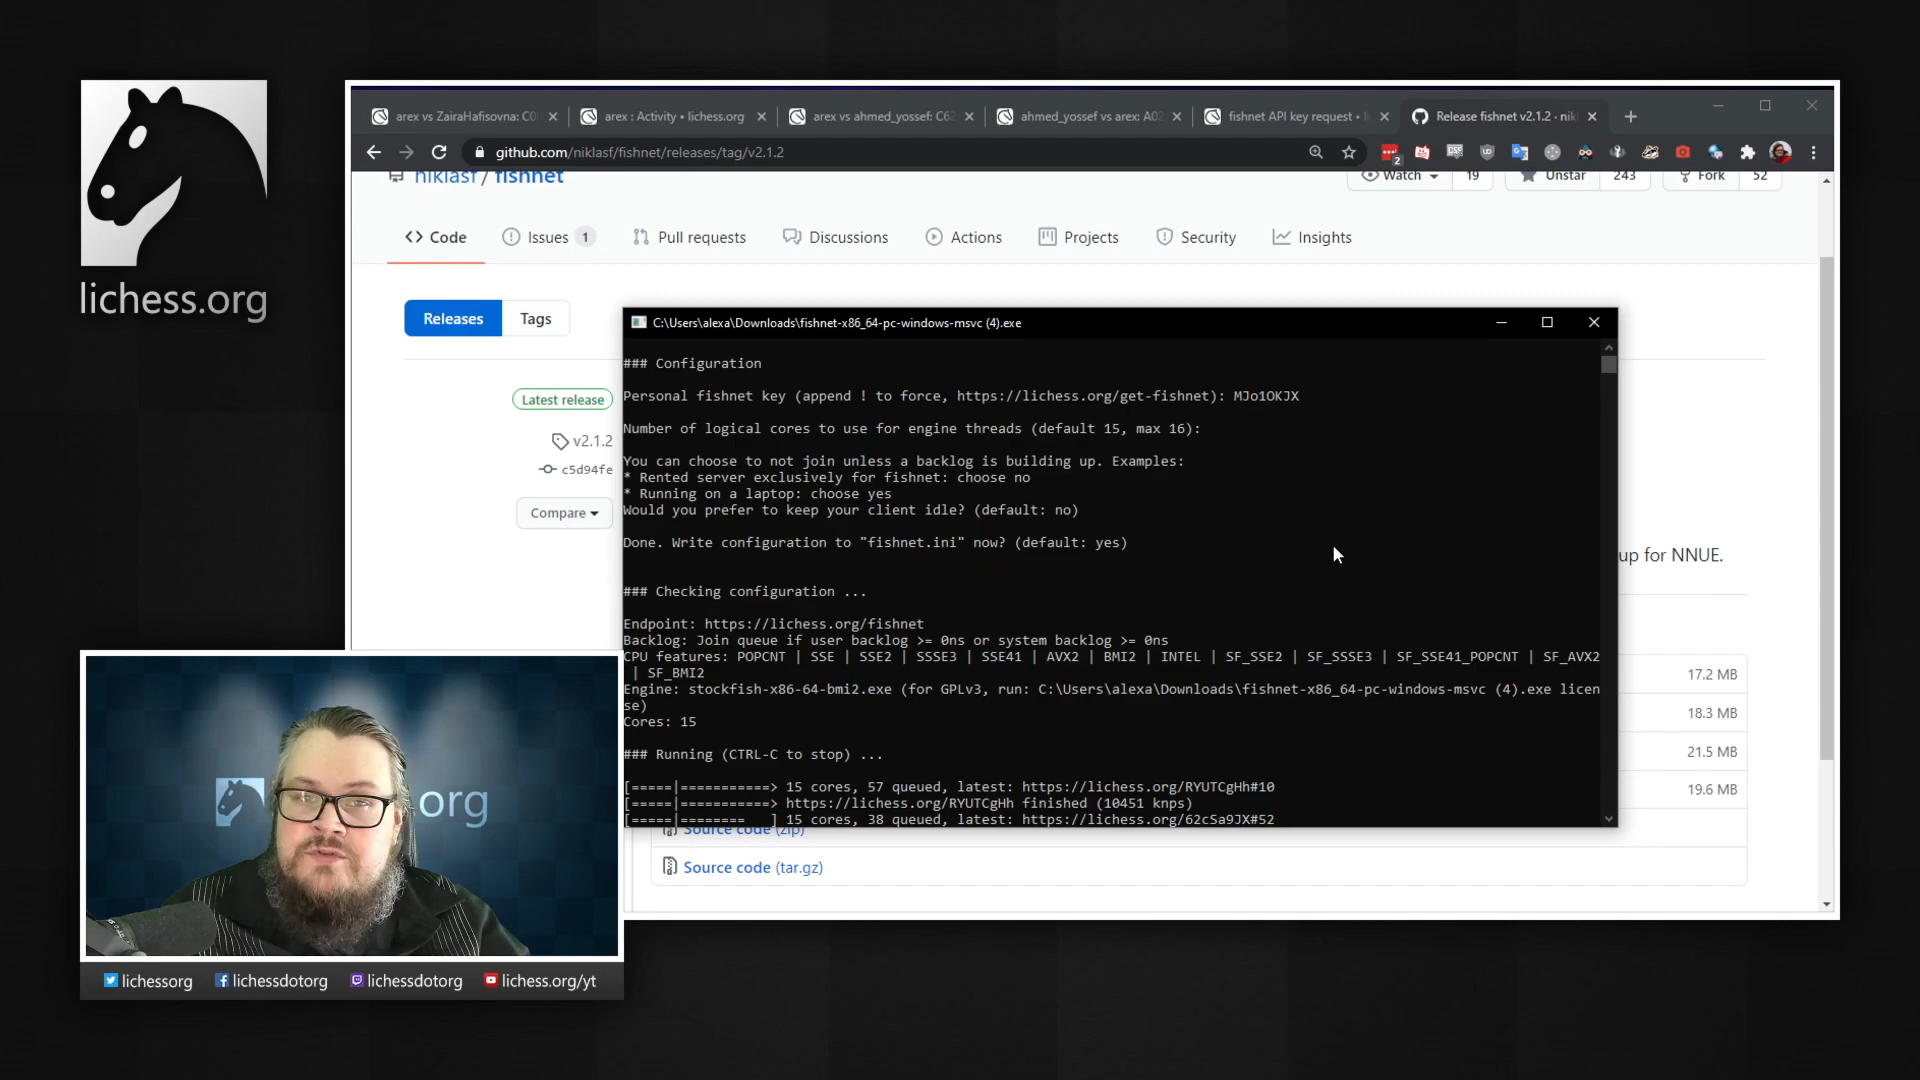 lichess.org
arex vs ZairaHafisovna: C0
arex : Activity • lichess.org
arex vs ahmed_yossef: C62
ahmed_yossef vs arex: A02
fishnet API key request • l
Release fishnet v2.1.2 · nik
github.com/niklasf/fishnet/releases/tag/v2.1.2
2
niklasf / fishnet
Watch 19
Unstar 243
Fork 52
Code
Issues 1
Pull requests
Discussions
Actions
Projects
Security
Insights
Releases
Tags
Latest release
v2.1.2
c5d94fe
Compare
C:\Users\alexa\Downloads\fishnet-x86_64-pc-windows-msvc (4).exe
### Configuration
Personal fishnet key (append ! to force, https://lichess.org/get-fishnet): MJo1OKJX
Number of logical cores to use for engine threads (default 15, max 16):
You can choose to not join unless a backlog is building up. Examples:
* Rented server exclusively for fishnet: choose no
* Running on a laptop: choose yes
Would you prefer to keep your client idle? (default: no)
Done. Write configuration to "fishnet.ini" now? (default: yes)
### Checking configuration ...
Endpoint: https://lichess.org/fishnet
Backlog: Join queue if user backlog >= 0ns or system backlog >= 0ns
CPU features: POPCNT | SSE | SSE2 | SSSE3 | SSE41 | AVX2 | BMI2 | INTEL | SF_SSE2 | SF_SSSE3 | SF_SSE41_POPCNT | SF_AVX2
| SF_BMI2
Engine: stockfish-x86-64-bmi2.exe (for GPLv3, run: C:\Users\alexa\Downloads\fishnet-x86_64-pc-windows-msvc (4).exe licen
se)
Cores: 15
### Running (CTRL-C to stop) ...
[=====|===========> 15 cores, 57 queued, latest: https://lichess.org/RYUTCgHh#10
[=====|===========> https://lichess.org/RYUTCgHh finished (10451 knps)
[=====|========   ] 15 cores, 38 queued, latest: https://lichess.org/62cSa9JX#52
up for NNUE.
17.2 MB
18.3 MB
21.5 MB
19.6 MB
Source code (zip)
Source code (tar.gz)
org
lichessorg
lichessdotorg
lichessdotorg
lichess.org/yt